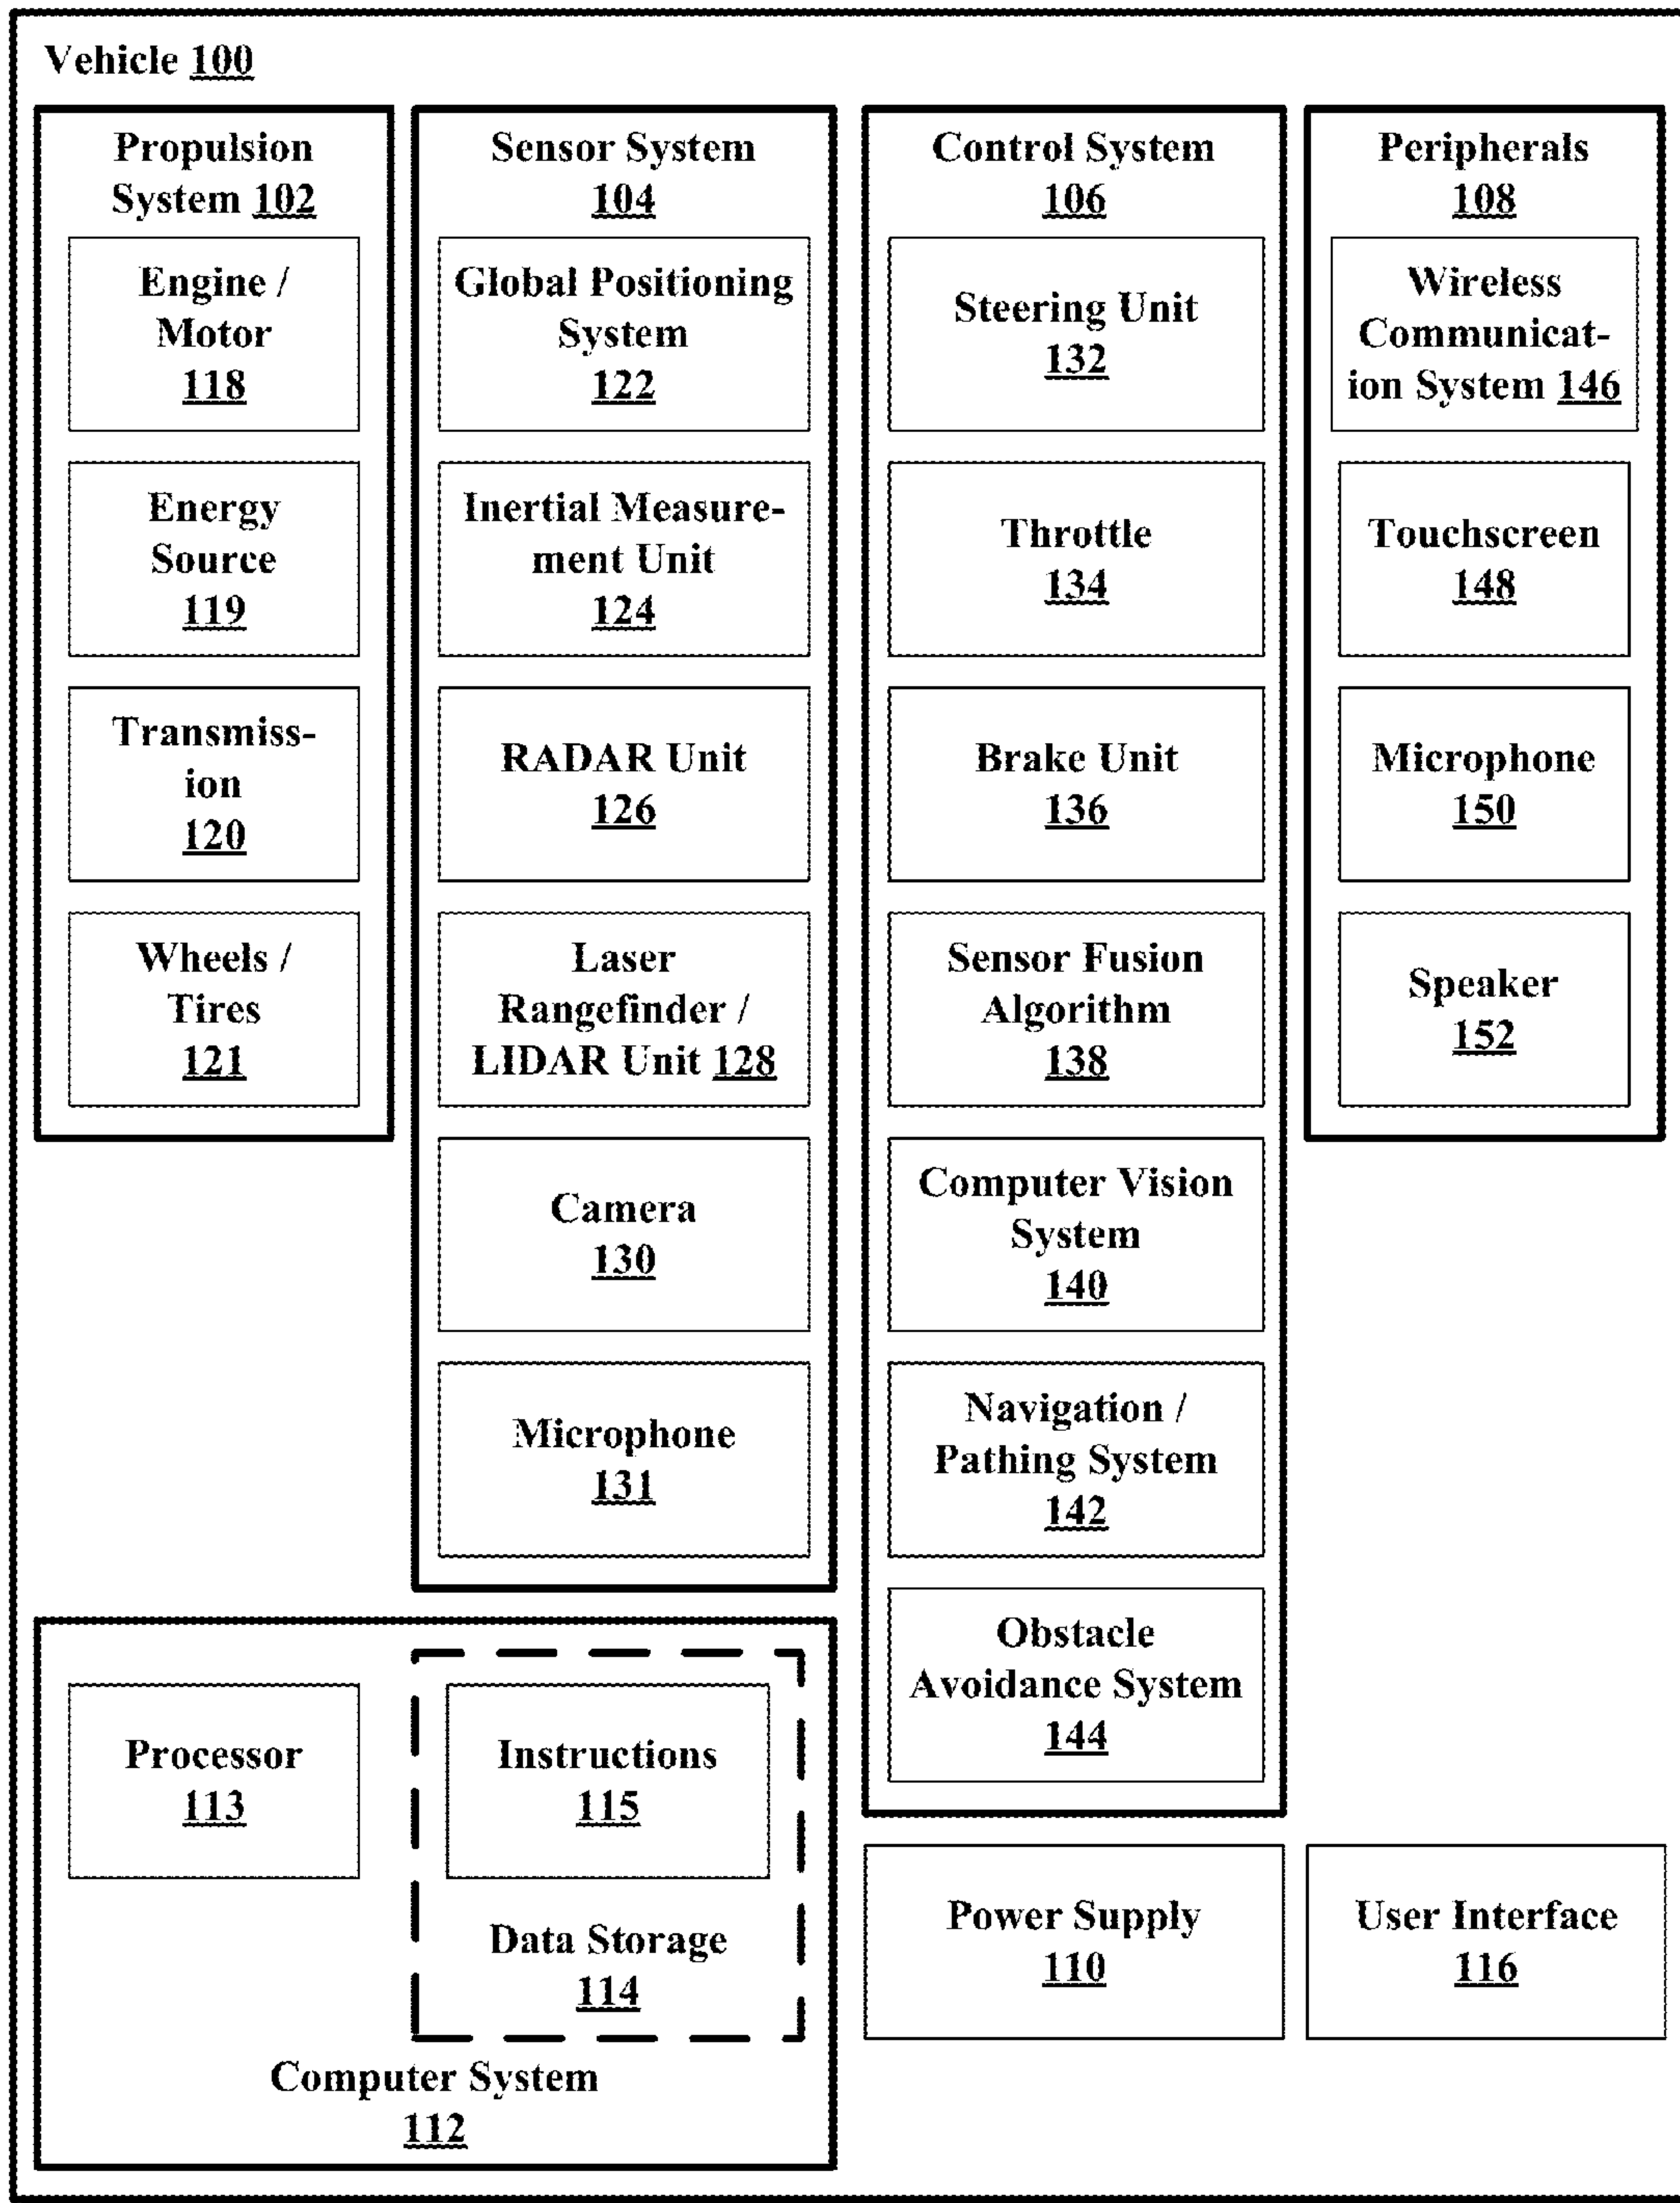 Vehicle 100
Propulsion
System 102
Engine /
Motor
118
Energy
Source
119
Transmiss-
ion
120
Wheels /
Tires
121
Sensor System
104
Global Positioning
System
122
Inertial Measure-
ment Unit
124
RADAR Unit
126
Laser
Rangefinder /
LIDAR Unit 128
Camera
130
Microphone
131
Control System
106
Steering Unit
132
Throttle
134
Brake Unit
136
Sensor Fusion
Algorithm
138
Computer Vision
System
140
Navigation /
Pathing System
142
Obstacle
Avoidance System
144
Peripherals
108
Wireless
Communicat-
ion System 146
Touchscreen
148
Microphone
150
Speaker
152
Processor
113
Instructions
115
Data Storage
114
Computer System
112
Power Supply
110
User Interface
116